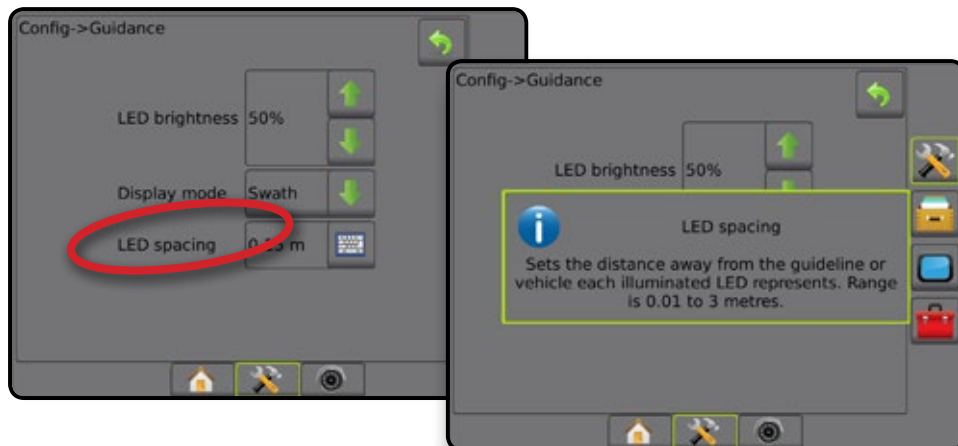 Config->Guidance
LED brightness 50%
Display mode Swath
LED spacing m
Config->Guidance
LED brightness 50%
i
LED spacing
Sets the distance away from the guideline or
vehicle each illuminated LED represents. Range
is 0.01 to 3 metres.